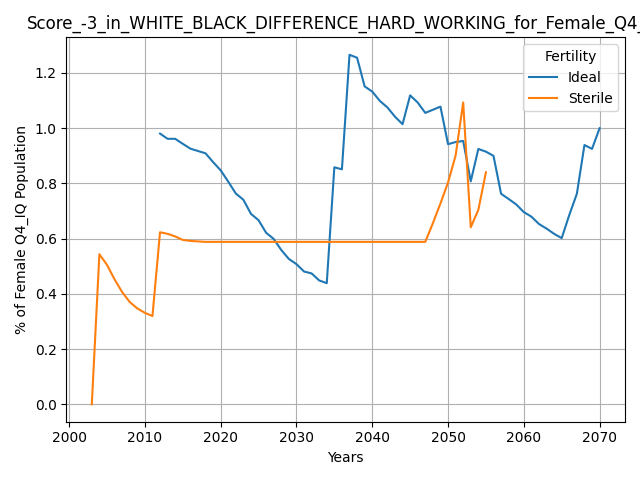 Score_-3_in_WHITE_BLACK_DIFFERENCE_HARD_WORKING_for_Female_Q4_
Fertility
Ideal
Sterile
1.2
1.0
0.8
0.6
0.4
0.2
0.0
% of Female Q4_IQ Population
2000 2010 2020 2030 2040 2050 2060 2070
Years